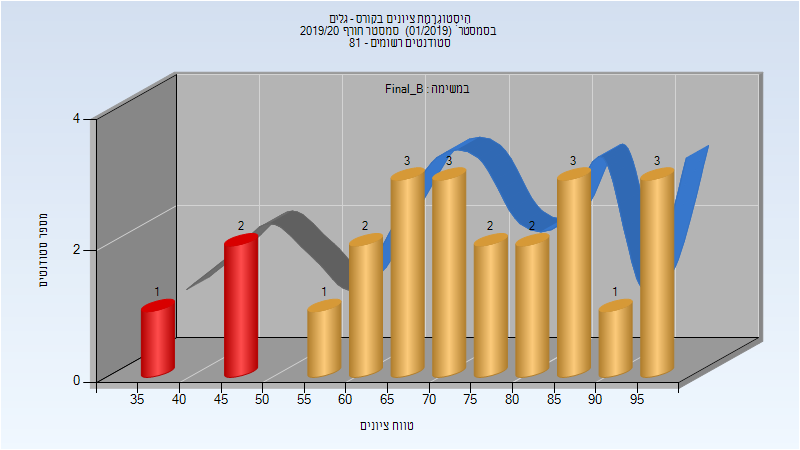 היסטוגרמת ציונים בקורס - גלים
בסמסטר (01/2019) סמסטר חורף 2019/20
סטודנטים רשומים - 81
במשימה : Final_B
מספר סטודנטים
4
2
0
1
2
1
2
3
3
2
2
3
1
3
35 40 45 50 55 60 65 70 75 80 85 90 95
טווח ציונים